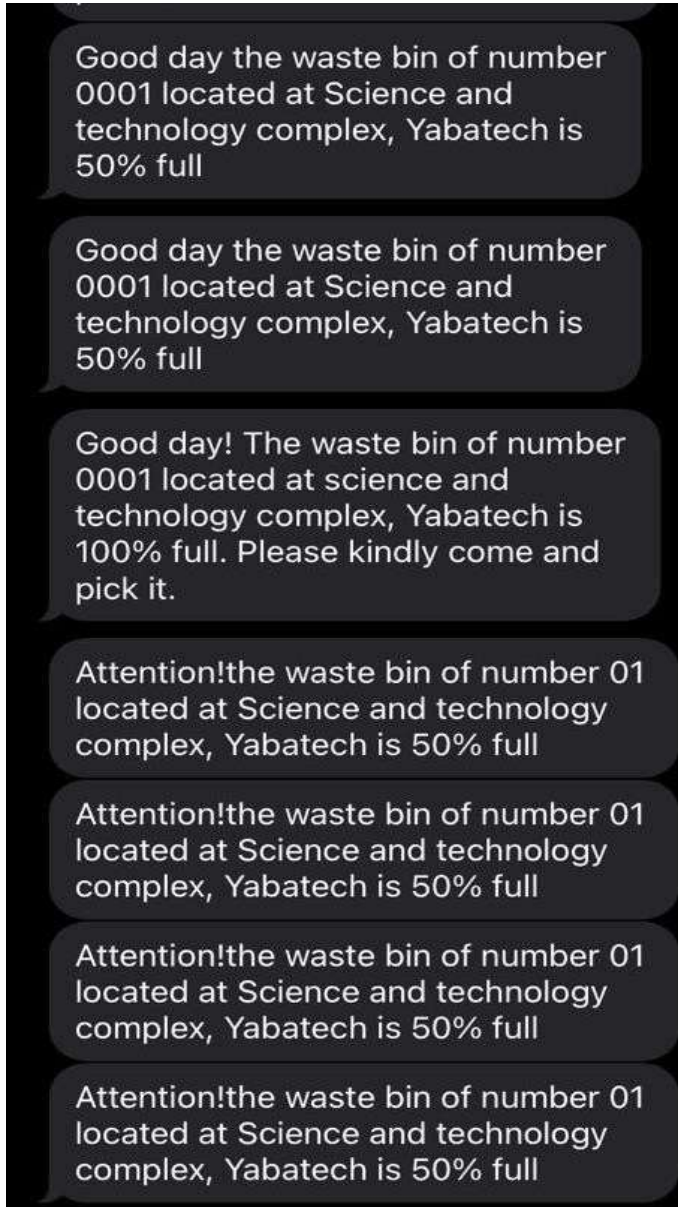 Good day the waste bin of number
0001 located at Science and
technology complex, Yabatech is
50% full
Good day the waste bin of number
0001 located at Science and
technology complex, Yabatech is
50% full
Good day! The waste bin of number
0001 located at science and
technology complex, Yabatech is
100% full. Please kindly come and
pick it.
Attention!the waste bin of number 01
located at Science and technology
complex, Yabatech is 50% full
Attention!the waste bin of number 01
located at Science and technology
complex, Yabatech is 50% full
Attention!the waste bin of number 01
located at Science and technology
complex, Yabatech is 50% full
Attention!the waste bin of number 01
located at Science and technology
complex, Yabatech is 50% full